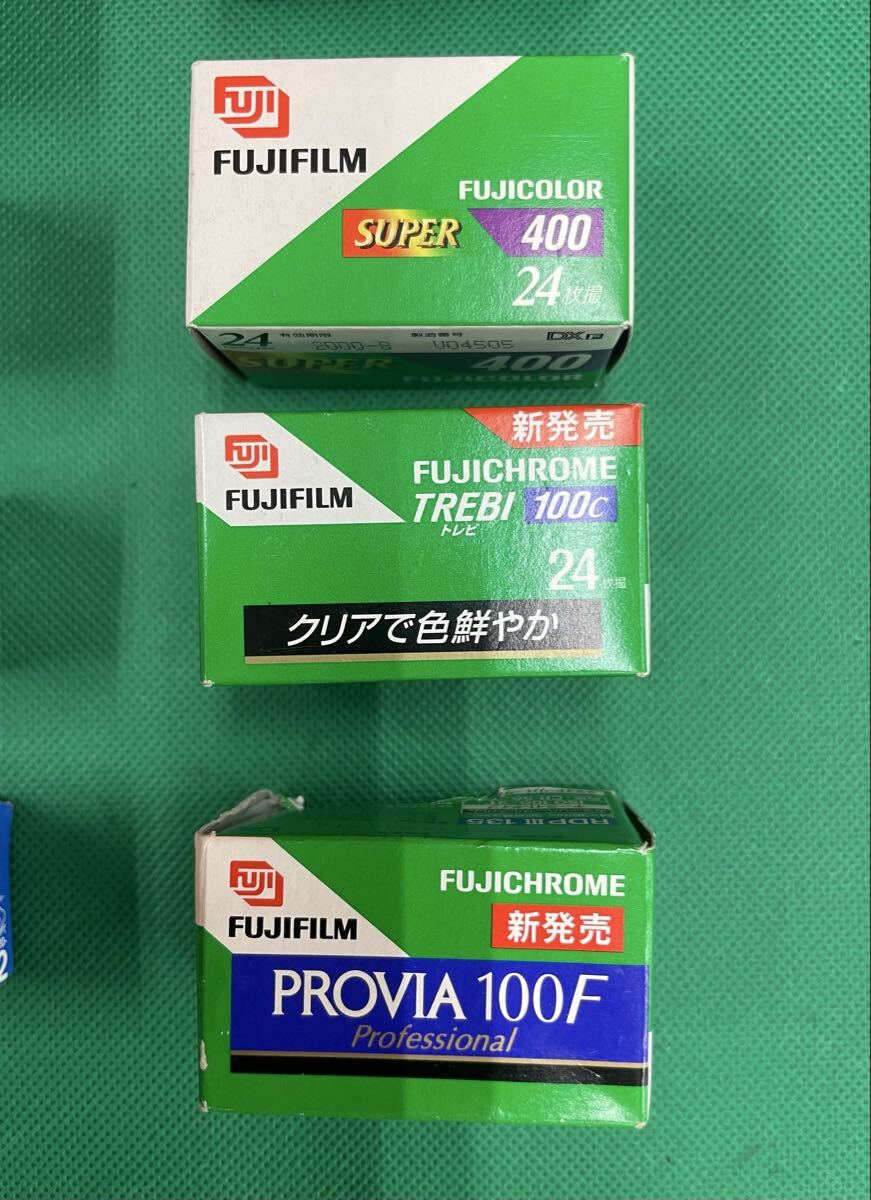 FUJI
FUJIFILM
FUJICOLOR
SUPER 400
24枚撮
24 有効期限 2000-8 製造番号 V04505 DX
SUPER 400
FUJICOLOR
新発売
FUJI
FUJIFILM
FUJICHROME
TREBI 100C
トレビ
24枚撮
クリアで色鮮やか
RDP III 135
FUJI
FUJIFILM
FUJICHROME
新発売
PROVIA 100F
Professional